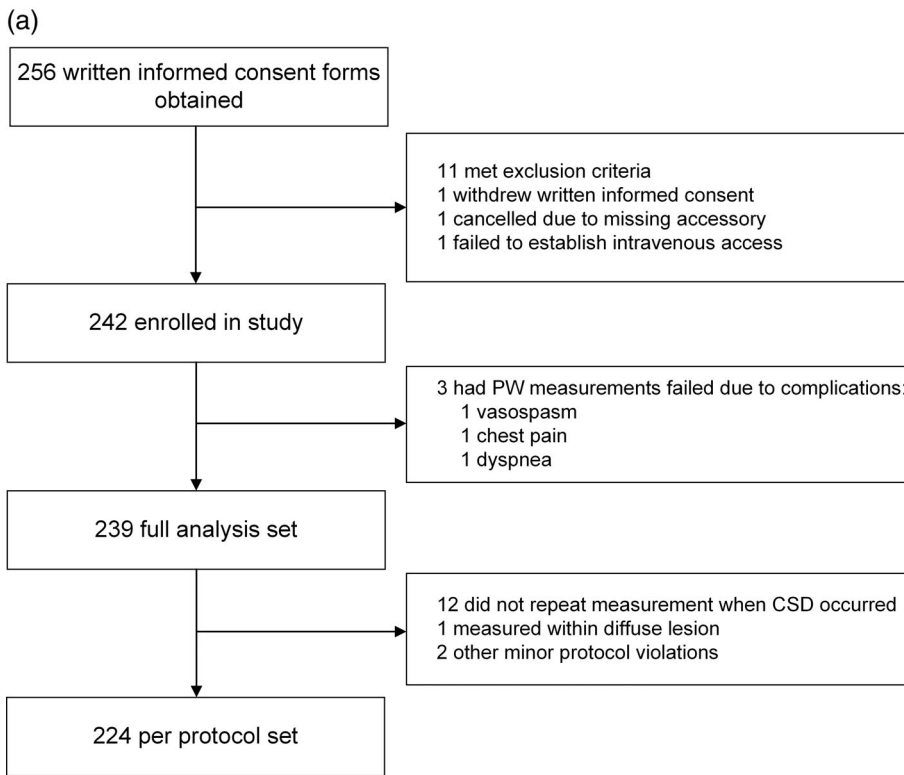 (a)
256 written informed consent forms
obtained
11 met exclusion criteria
1 withdrew written informed consent
1 cancelled due to missing accessory
1 failed to establish intravenous access
242 enrolled in study
3 had PW measurements failed due to complications:
1 vasospasm
1 chest pain
1 dyspnea
239 full analysis set
12 did not repeat measurement when CSD occurred
1 measured within diffuse lesion
2 other minor protocol violations
224 per protocol set